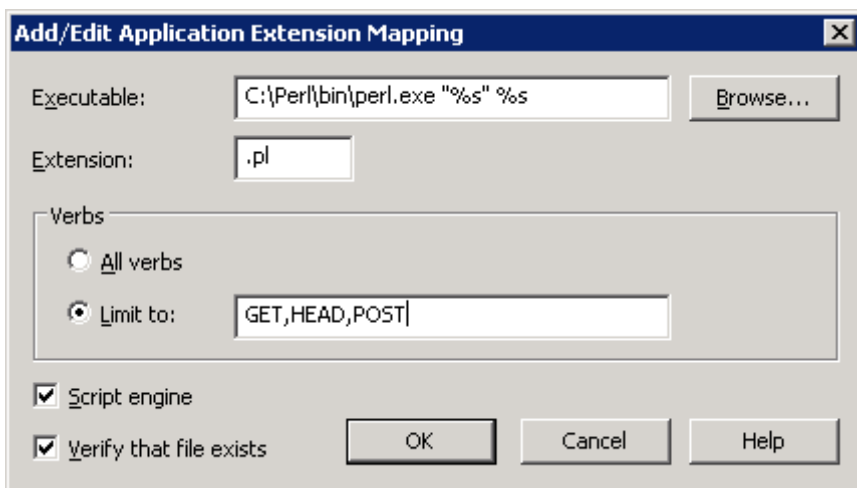 Add/Edit Application Extension Mapping
Executable: C:\Perl\bin\perl.exe "%s" %s Browse...
Extension: .pl
Verbs
All verbs
Limit to: GET,HEAD,POST
Script engine
Verify that file exists OK Cancel Help